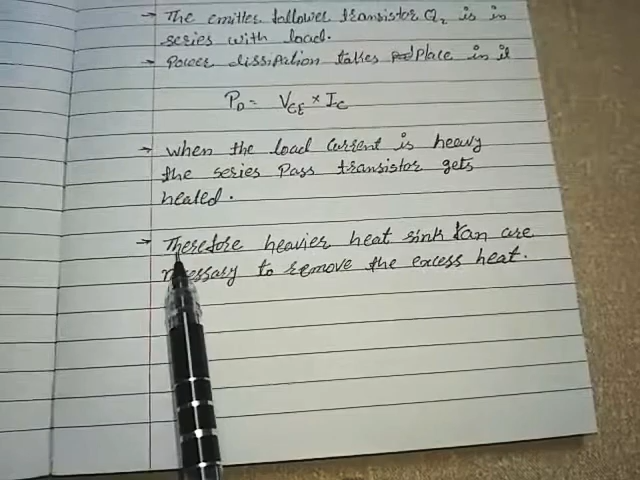 → The emitter follower transistor Q2 is in
series with load.
→ Power dissipation takes place in it
PD = VCE × IC
→ When the load current is heavy
the series Pass transistor gets
heated.
→ Therefore heavier heat sink fan are
to remove the excess heat.